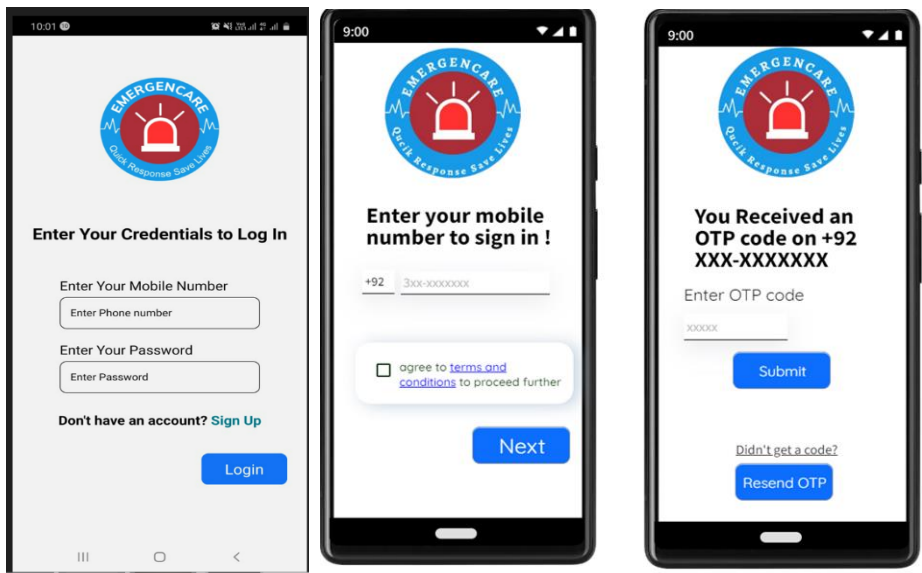 10:01
EMERGENCARE
Quick Response Save Lives
Enter Your Credentials to Log In
Enter Your Mobile Number
Enter Phone number
Enter Your Password
Enter Password
Don't have an account? Sign Up
Login
9:00
EMERGENCARE
Qucik Response Save Lives
Enter your mobile
number to sign in !
+92 3xx-xxxxxxx
agree to terms and
conditions to proceed further
Next
9:00
EMERGENCARE
Qucik Response Save Lives
You Received an
OTP code on +92
XXX-XXXXXXX
Enter OTP code
xxxxx
Submit
Didn't get a code?
Resend OTP